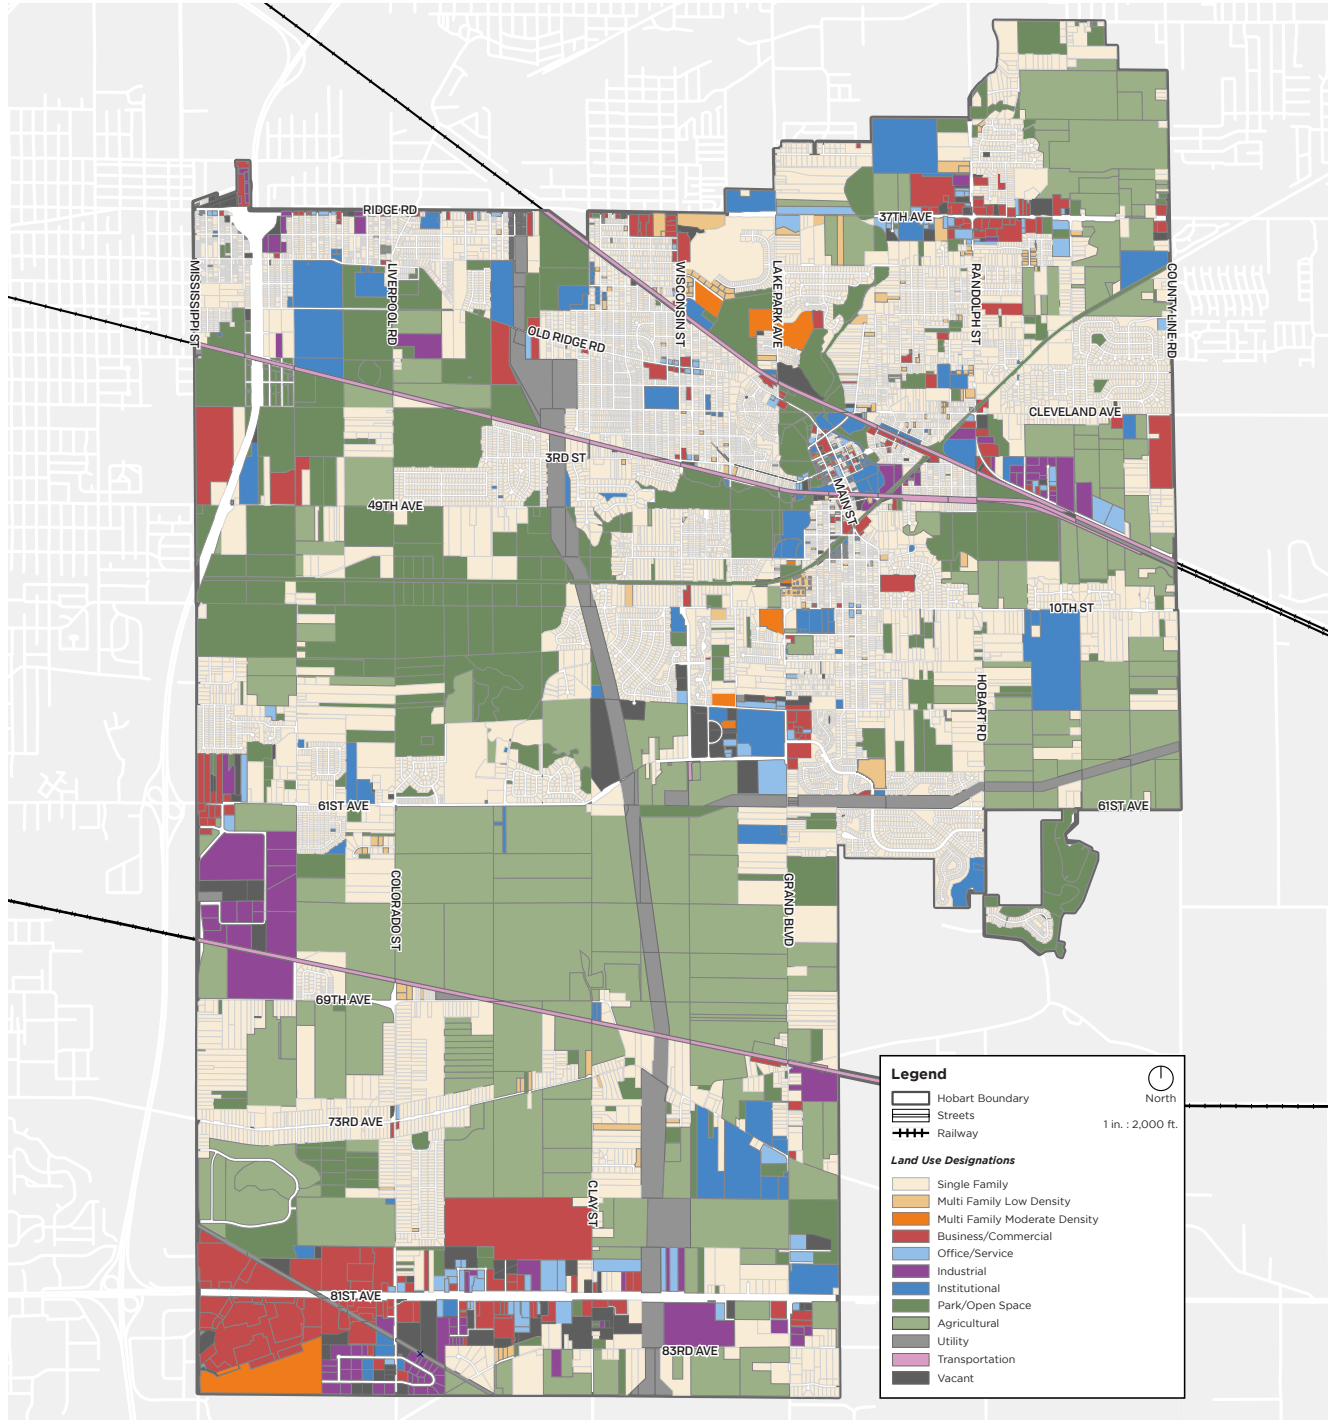 RIDGE RD
37TH AVE
MISSISSIPPI ST
LIVERPOOL RD
WISCONSIN ST
LAKE PARK AVE
RANDOLPH ST
COUNTY LINE RD
OLD RIDGE RD
CLEVELAND AVE
3RD ST
49TH AVE
MAIN ST
10TH ST
HOBART RD
61ST AVE
61ST AVE
COLORADO ST
GRAND BLVD
69TH AVE
73RD AVE
CLAY ST
81ST AVE
83RD AVE
Legend
North
1 in. : 2,000 ft.
Hobart Boundary
Streets
Railway
Land Use Designations
Single Family
Multi Family Low Density
Multi Family Moderate Density
Business/Commercial
Office/Service
Industrial
Institutional
Park/Open Space
Agricultural
Utility
Transportation
Vacant